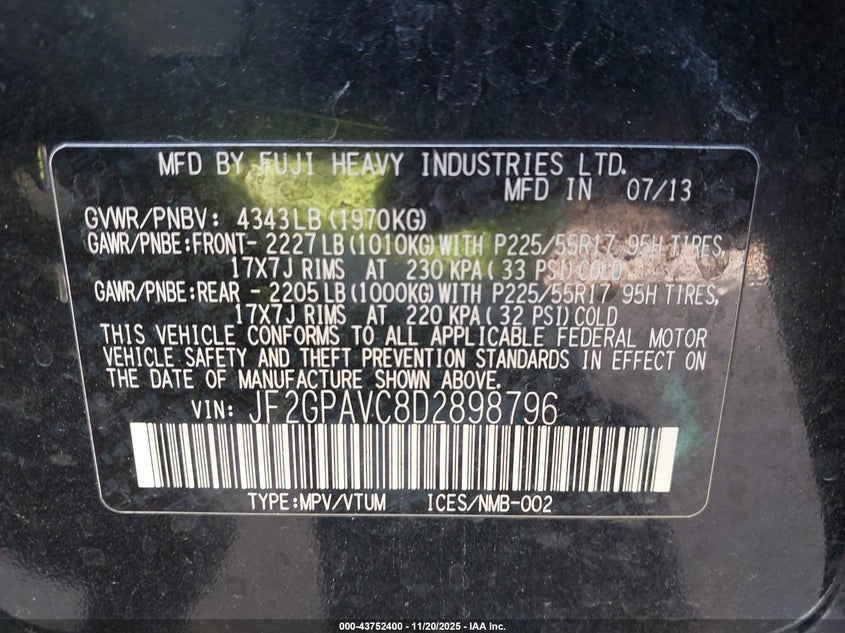 MFD BY FUJI HEAVY INDUSTRIES LTD.
MFD IN 07/13
GVWR/PNBV: 4343LB (1970KG)
GAWR/PNBE:FRONT- 2227LB (1010KG) WITH P225/55R17 95H TIRES,
17X7J RIMS AT 230 KPA( 33 PSI) COLD
GAWR/PNBE:REAR - 2205LB (1000KG) WITH P225/55R17 95H TIRES,
17X7J RIMS AT 220 KPA (32 PSI) COLD
THIS VEHICLE CONFORMS TO ALL APPLICABLE FEDERAL MOTOR
VEHICLE SAFETY AND THEFT PREVENTION STANDARDS IN EFFECT ON
THE DATE OF MANUFACTURE SHOWN ABOVE.
VIN: JF2GPAVC8D2898796
TYPE:MPV/VTUM ICES/NMB-002
000-43752400 - 11/20/2025 - IAA Inc.